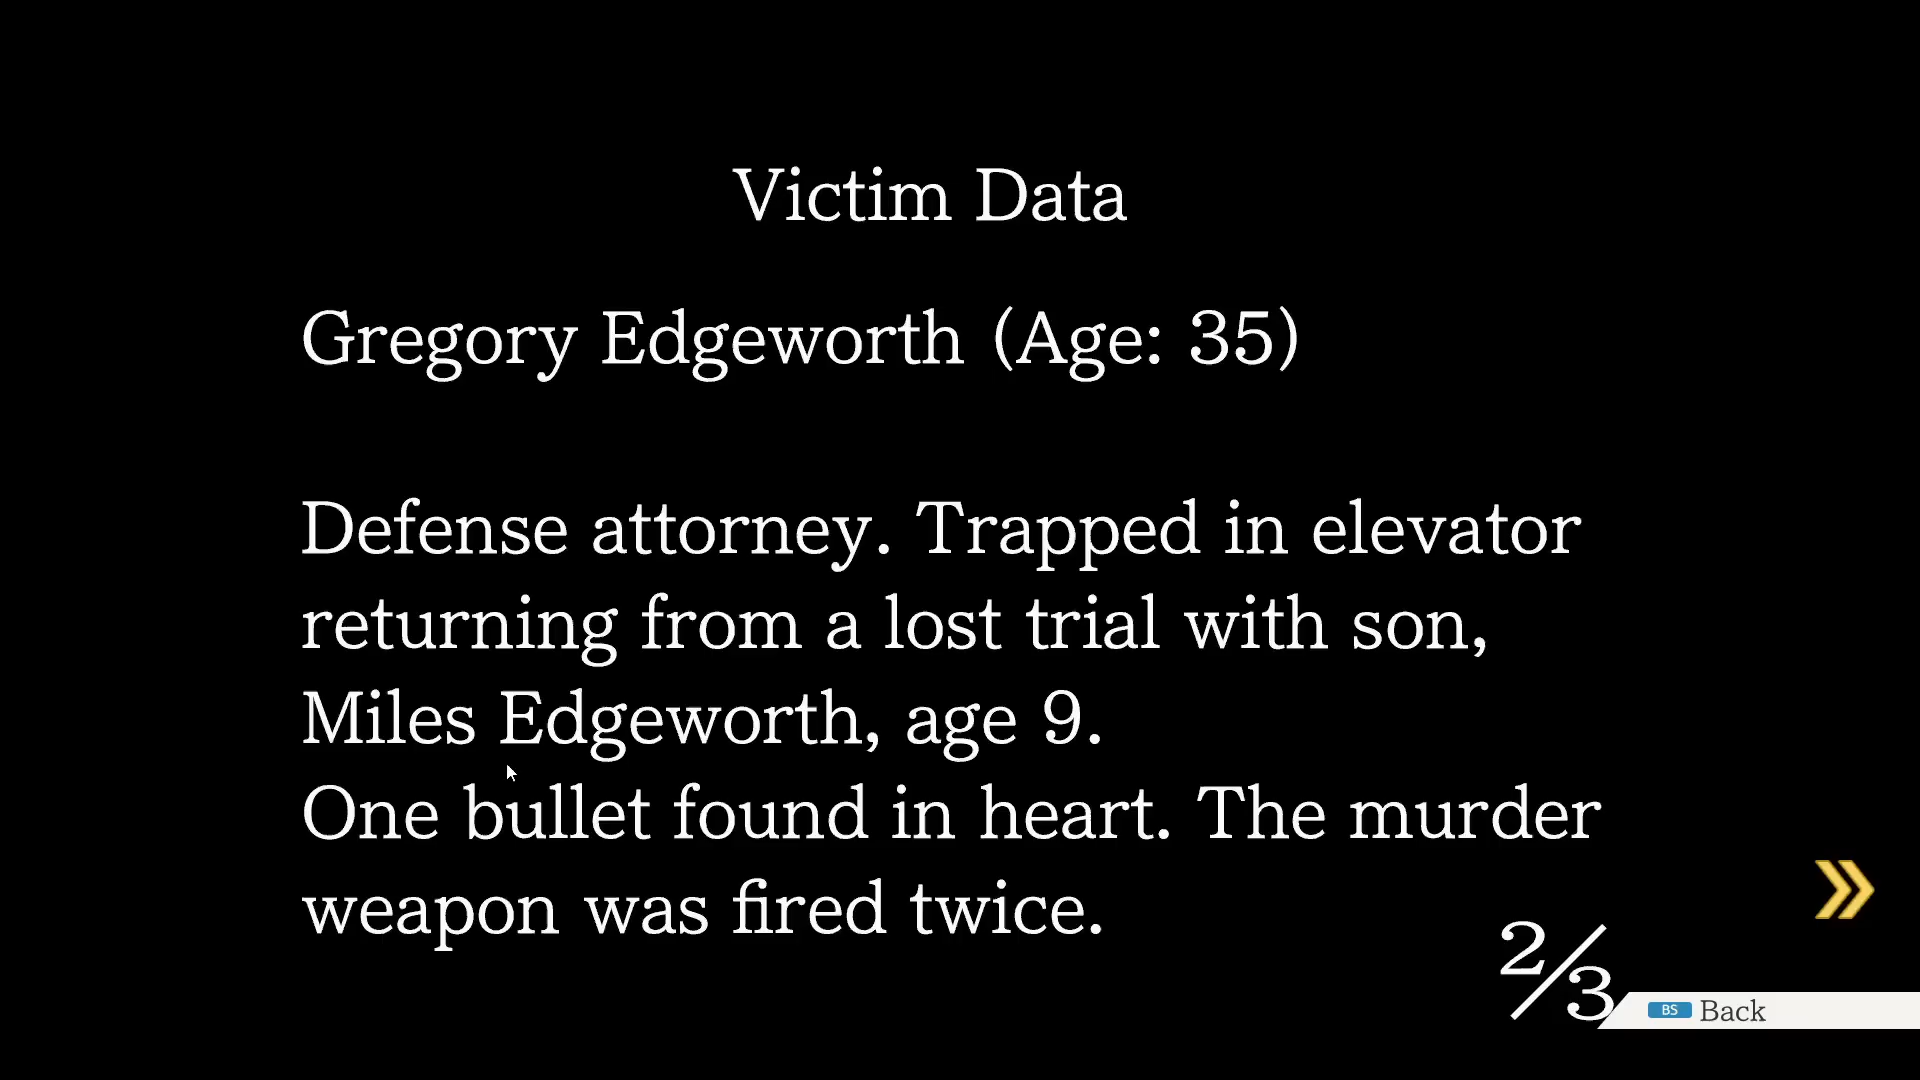 Victim Data
Gregory Edgeworth (Age: 35)
Defense attorney. Trapped in elevator
returning from a lost trial with son,
Miles Edgeworth, age 9.
One bullet found in heart. The murder
weapon was fired twice.
2/3
BS Back